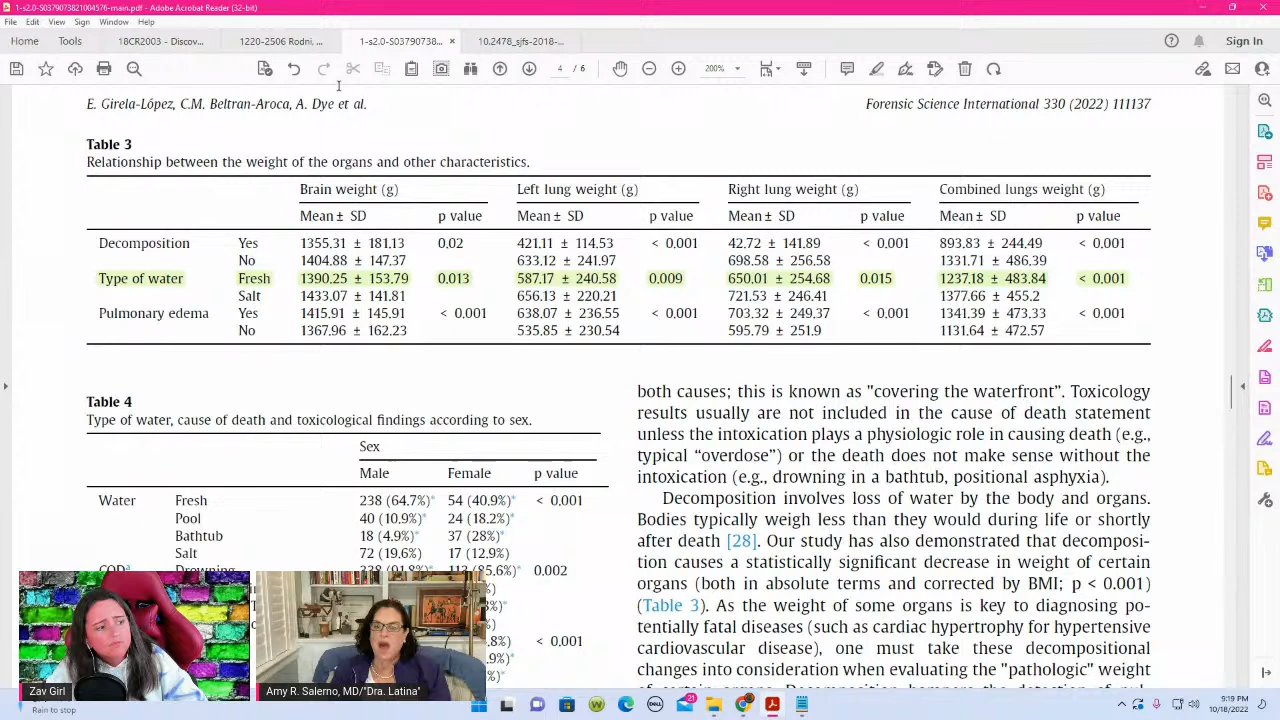 1-s2.0-S0379073821004576-main.pdf - Adobe Acrobat Reader (32-bit)
File Edit View Sign Window Help
Home Tools 18CR2003 - Discov... 1220-2506 Rodni, ... 1-s2.0-S03790738... × 10.2478_sjfs-2018-... Sign In
4 / 6 200%
E. Girela-López, C.M. Beltran-Aroca, A. Dye et al. Forensic Science International 330 (2022) 111137
Table 3
Relationship between the weight of the organs and other characteristics.
Brain weight (g) Left lung weight (g) Right lung weight (g) Combined lungs weight (g)
Mean ± SD p value Mean ± SD p value Mean ± SD p value Mean ± SD p value
Decomposition Yes 1355.31 ± 181.13 0.02 421.11 ± 114.53 < 0.001 42.72 ± 141.89 < 0.001 893.83 ± 244.49 < 0.001
No 1404.88 ± 147.37 633.12 ± 241.97 698.58 ± 256.58 1331.71 ± 486.39
Type of water Fresh 1390.25 ± 153.79 0.013 587.17 ± 240.58 0.009 650.01 ± 254.68 0.015 1237.18 ± 483.84 < 0.001
Salt 1433.07 ± 141.81 656.13 ± 220.21 721.53 ± 246.41 1377.66 ± 455.2
Pulmonary edema Yes 1415.91 ± 145.91 < 0.001 638.07 ± 236.55 < 0.001 703.32 ± 249.37 < 0.001 1341.39 ± 473.33 < 0.001
No 1367.96 ± 162.23 535.85 ± 230.54 595.79 ± 251.9 1131.64 ± 472.57
Table 4
Type of water, cause of death and toxicological findings according to sex.
Sex
Male Female p value
Water Fresh 238 (64.7%)* 54 (40.9%)* < 0.001
Pool 40 (10.9%)* 24 (18.2%)*
Bathtub 18 (4.9%)* 37 (28%)*
Salt 72 (19.6%) 17 (12.9%)
COD Drowning 0.002
< 0.001
both causes; this is known as "covering the waterfront". Toxicology
results usually are not included in the cause of death statement
unless the intoxication plays a physiologic role in causing death (e.g.,
typical “overdose”) or the death does not make sense without the
intoxication (e.g., drowning in a bathtub, positional asphyxia).
Decomposition involves loss of water by the body and organs.
Bodies typically weigh less than they would during life or shortly
after death [28]. Our study has also demonstrated that decomposi-
tion causes a statistically significant decrease in weight of certain
organs (both in absolute terms and corrected by BMI; p < 0.001)
(Table 3). As the weight of some organs is key to diagnosing po-
tentially fatal diseases (such as cardiac hypertrophy for hypertensive
cardiovascular disease), one must take these decompositional
changes into consideration when evaluating the "pathologic" weight
Zav Girl
Amy R. Salerno, MD/"Dra. Latina"
Rain to stop
DELL
21
9:19 PM
10/18/2022